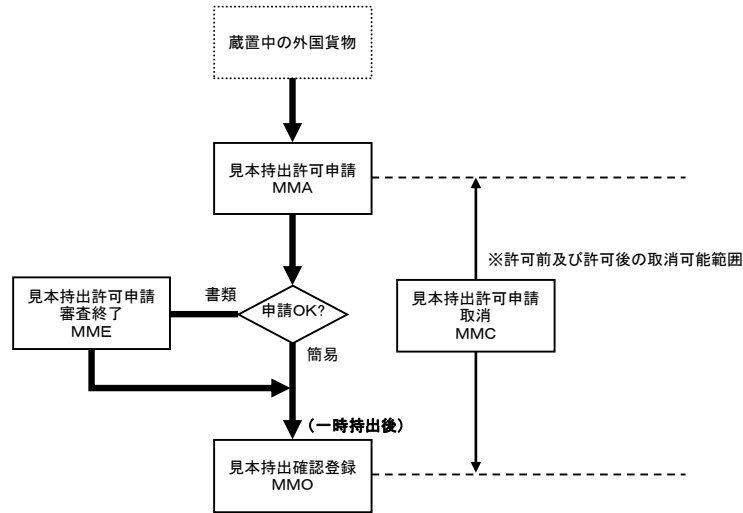 蔵置中の外国貨物
見本持出許可申請
MMA
※許可前及び許可後の取消可能範囲
見本持出許可申請
審査終了
MME
書類
申請OK?
簡易
見本持出許可申請
取消
MMC
(一時持出後)
見本持出確認登録
MMO